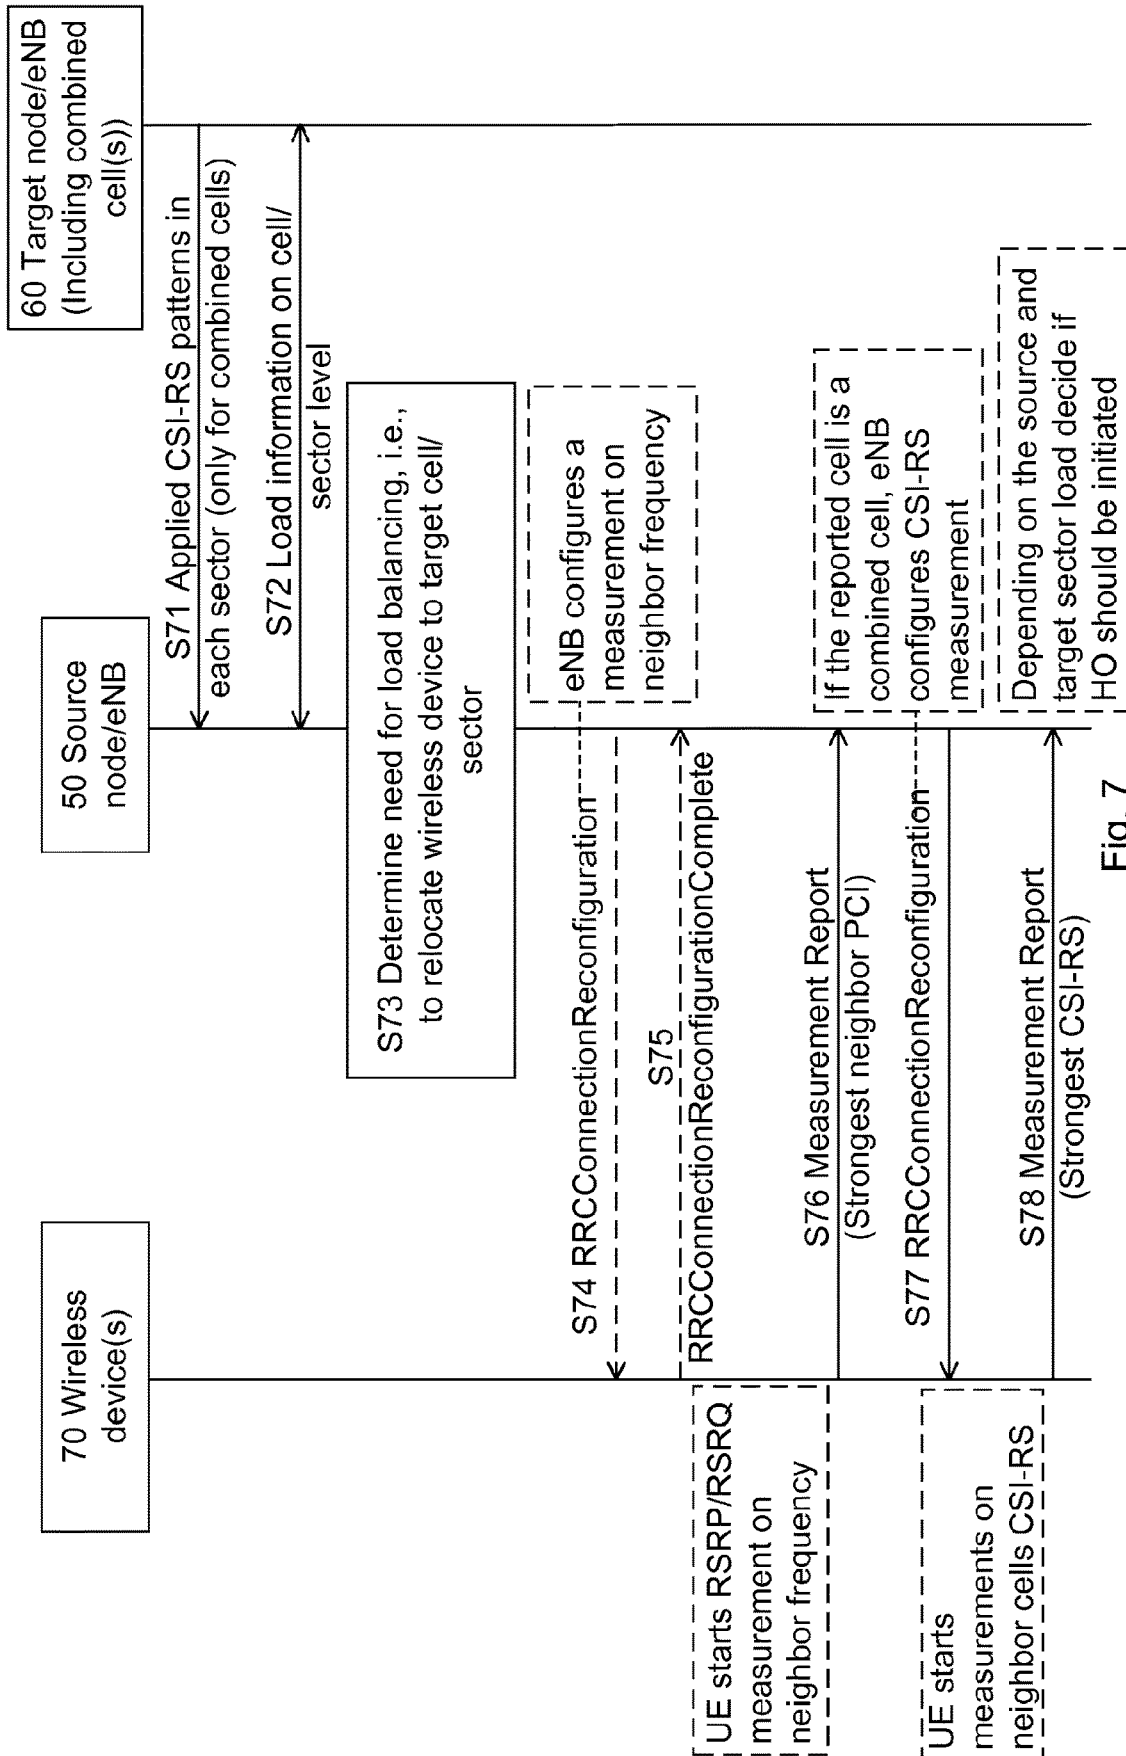 70 Wireless
device(s)
50 Source
node/eNB
60 Target node/eNB
(Including combined
cell(s))
S71 Applied CSI-RS patterns in
each sector (only for combined cells)
S72 Load information on cell/
sector level
S73 Determine need for load balancing, i.e.,
to relocate wireless device to target cell/
sector
S74 RRCConnectionReconfiguration
eNB configures a
measurement on
neighbor frequency
S75
RRCConnectionReconfigurationComplete
UE starts RSRP/RSRQ
measurement on
neighbor frequency
S76 Measurement Report
(Strongest neighbor PCI)
If the reported cell is a
combined cell, eNB
configures CSI-RS
measurement
S77 RRCConnectionReconfiguration
UE starts
measurements on
neighbor cells CSI-RS
S78 Measurement Report
(Strongest CSI-RS)
Depending on the source and
target sector load decide if
HO should be initiated
Fig. 7